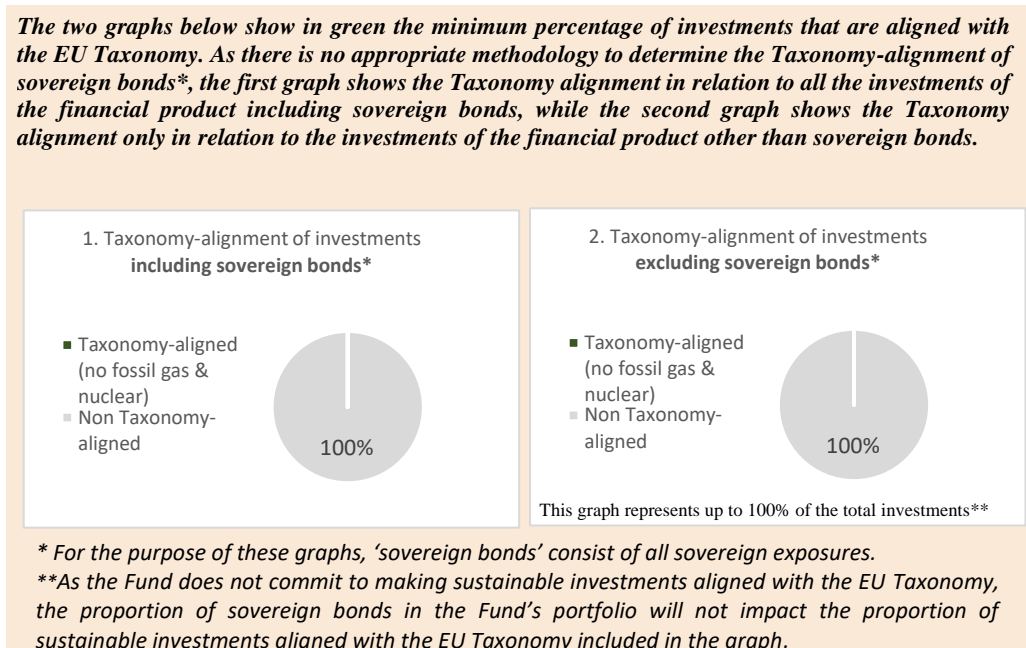 The two graphs below show in green the minimum percentage of investments that are aligned with
the EU Taxonomy. As there is no appropriate methodology to determine the Taxonomy-alignment of
sovereign bonds*, the first graph shows the Taxonomy alignment in relation to all the investments of
the financial product including sovereign bonds, while the second graph shows the Taxonomy
alignment only in relation to the investments of the financial product other than sovereign bonds.
1. Taxonomy-alignment of investments
including sovereign bonds*
Taxonomy-aligned
(no fossil gas &
nuclear)
Non Taxonomy-
aligned
100%
2. Taxonomy-alignment of investments
excluding sovereign bonds*
Taxonomy-aligned
(no fossil gas &
nuclear)
Non Taxonomy-
aligned
100%
This graph represents up to 100% of the total investments**
* For the purpose of these graphs, ‘sovereign bonds’ consist of all sovereign exposures.
**As the Fund does not commit to making sustainable investments aligned with the EU Taxonomy,
the proportion of sovereign bonds in the Fund’s portfolio will not impact the proportion of
sustainable investments aligned with the EU Taxonomy included in the graph.